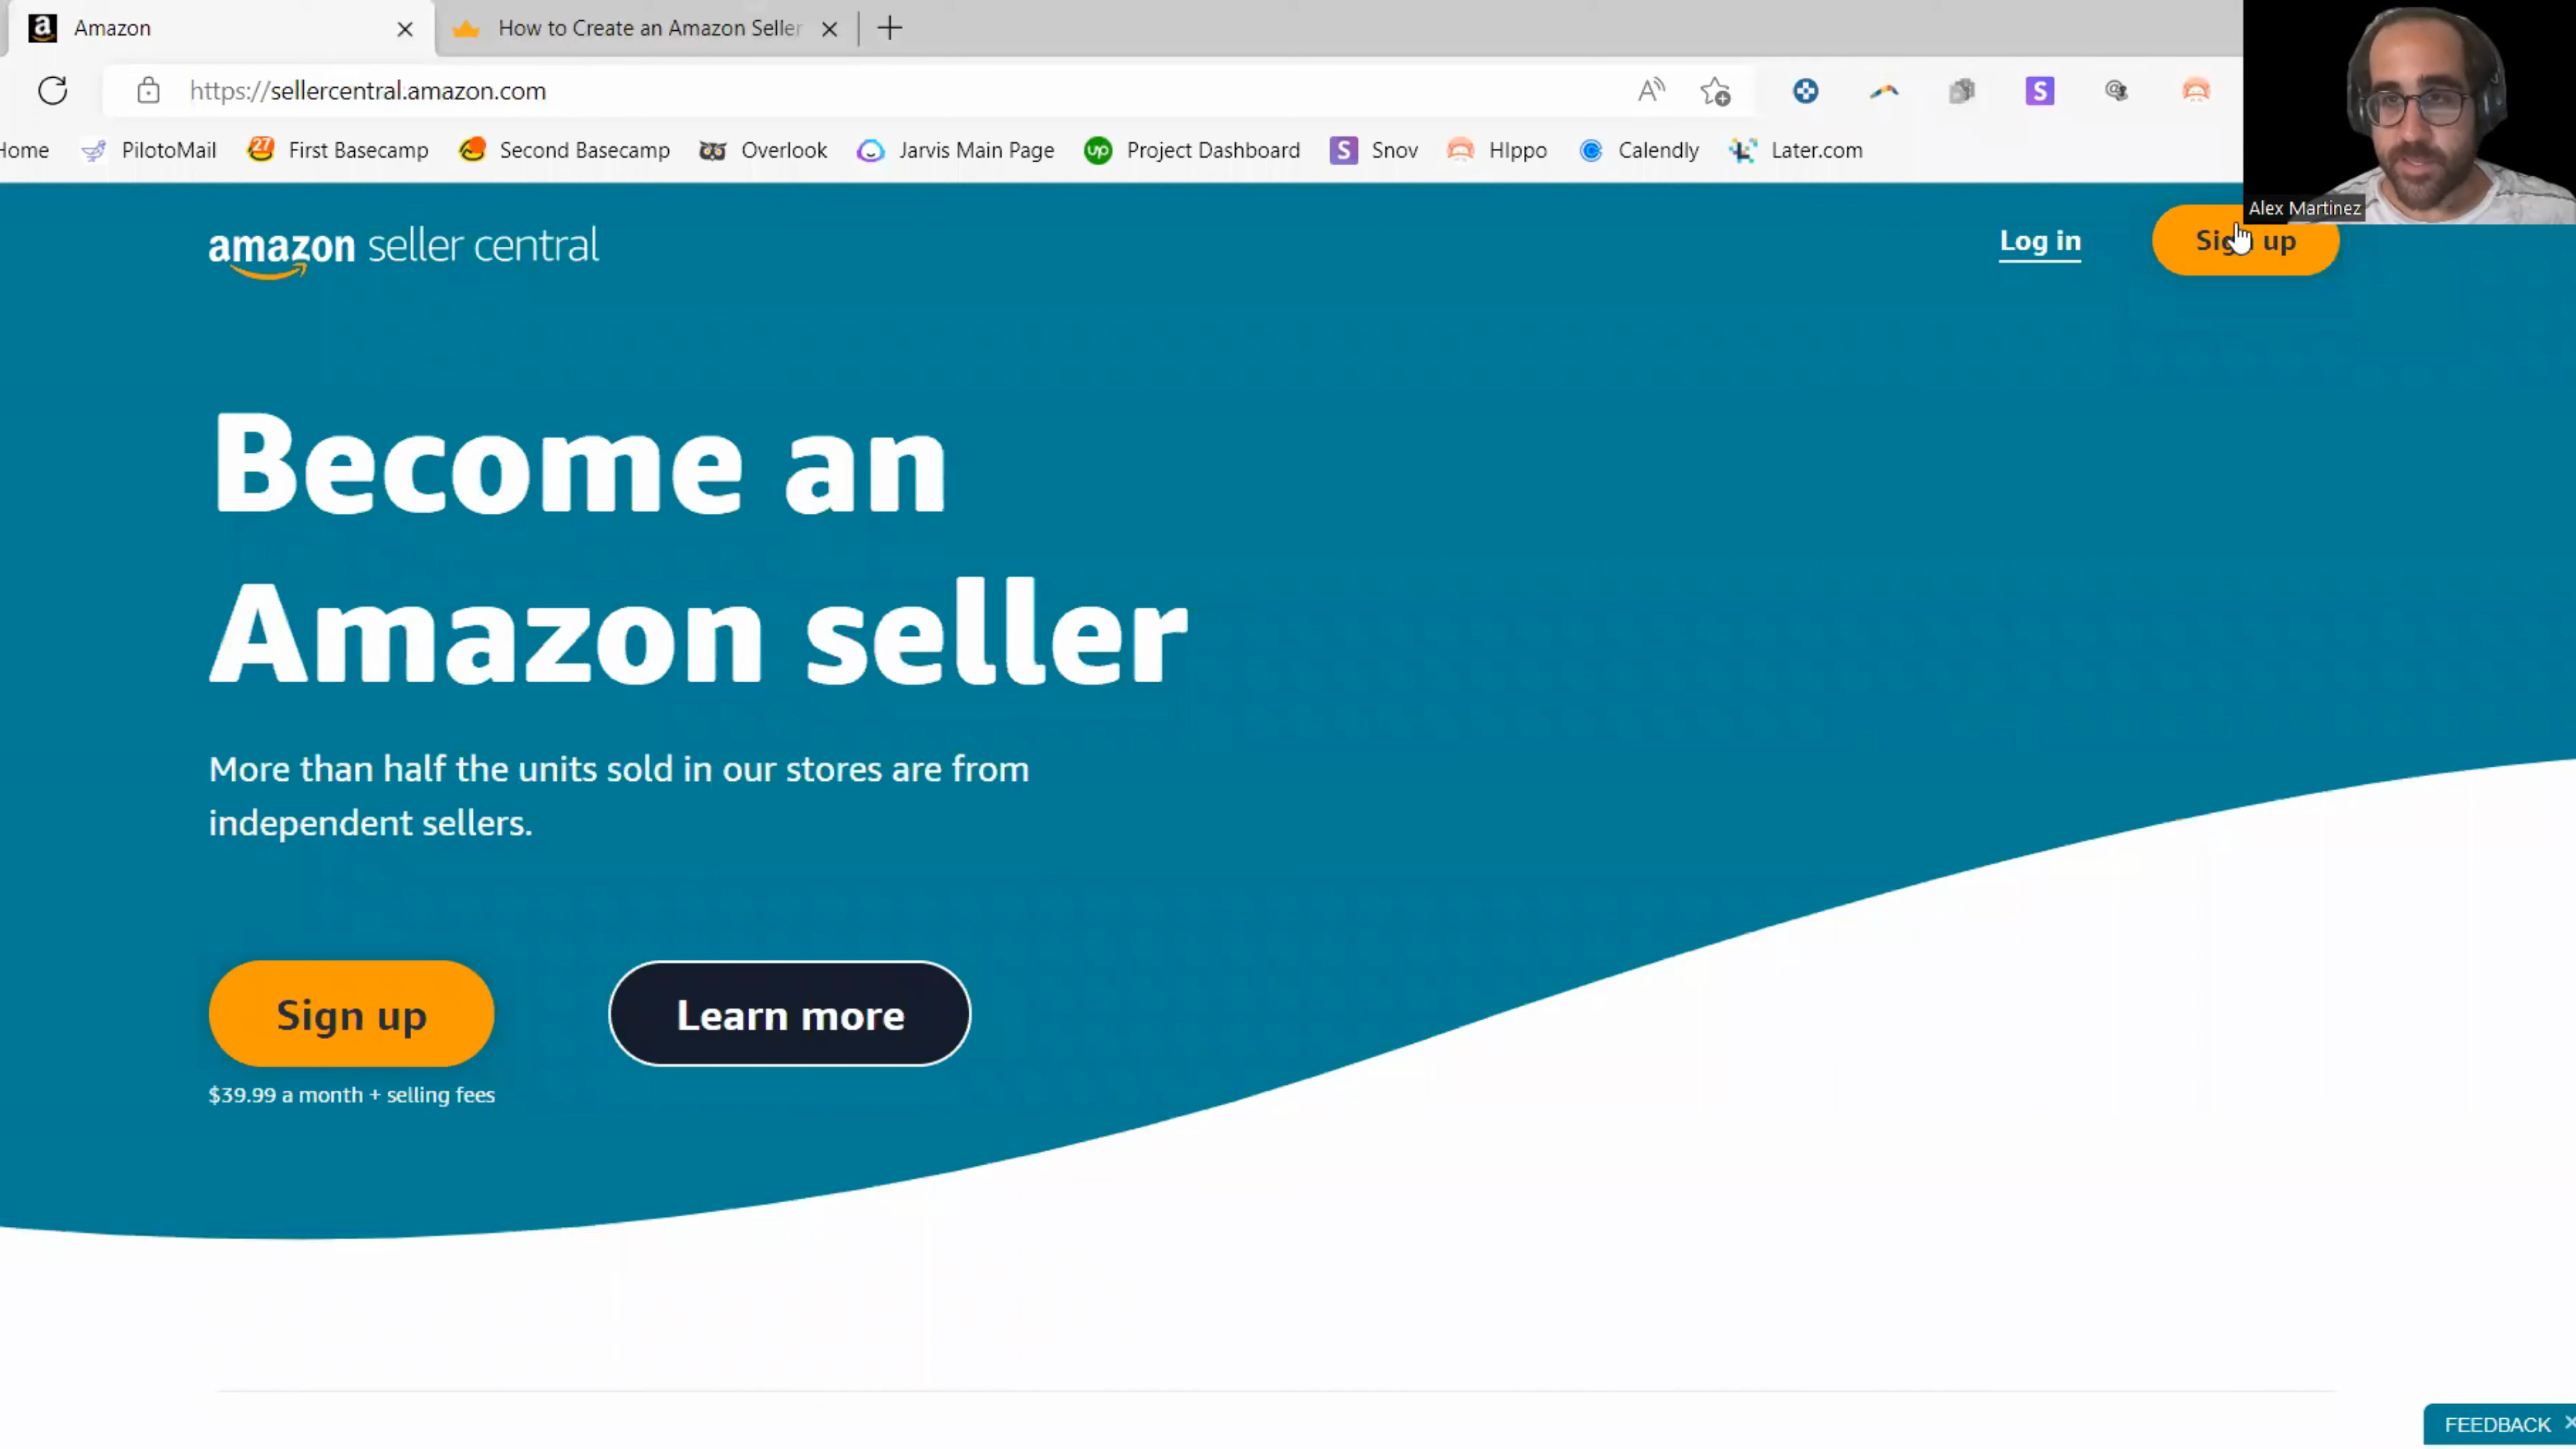 Amazon
How to Create an Amazon Seller
https://sellercentral.amazon.com
Home PilotoMail 27 First Basecamp Second Basecamp Overlook Jarvis Main Page up Project Dashboard S Snov HIppo Calendly Later.com
Alex Martinez
amazon seller central
Log in
Sign up
Become an
Amazon seller
More than half the units sold in our stores are from
independent sellers.
Sign up
Learn more
$39.99 a month + selling fees
FEEDBACK